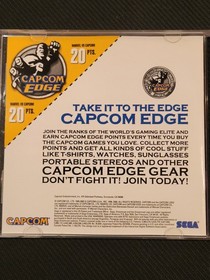 CAPCOM
EDGE
20
PTS.
20
PTS.
TAKE IT TO THE EDGE
CAPCOM EDGE
JOIN THE RANKS OF THE WORLD'S GAMING ELITE AND
EARN CAPCOM EDGE POINTS EVERY TIME YOU BUY
THE CAPCOM GAMES YOU LOVE. COLLECT MORE
POINTS AND GET ALL KINDS OF COOL STUFF
LIKE T-SHIRTS, WATCHES, SUNGLASSES
PORTABLE STEREOS AND OTHER
CAPCOM EDGE GEAR
DON'T FIGHT IT! JOIN TODAY!
CAPCOM
SEGA